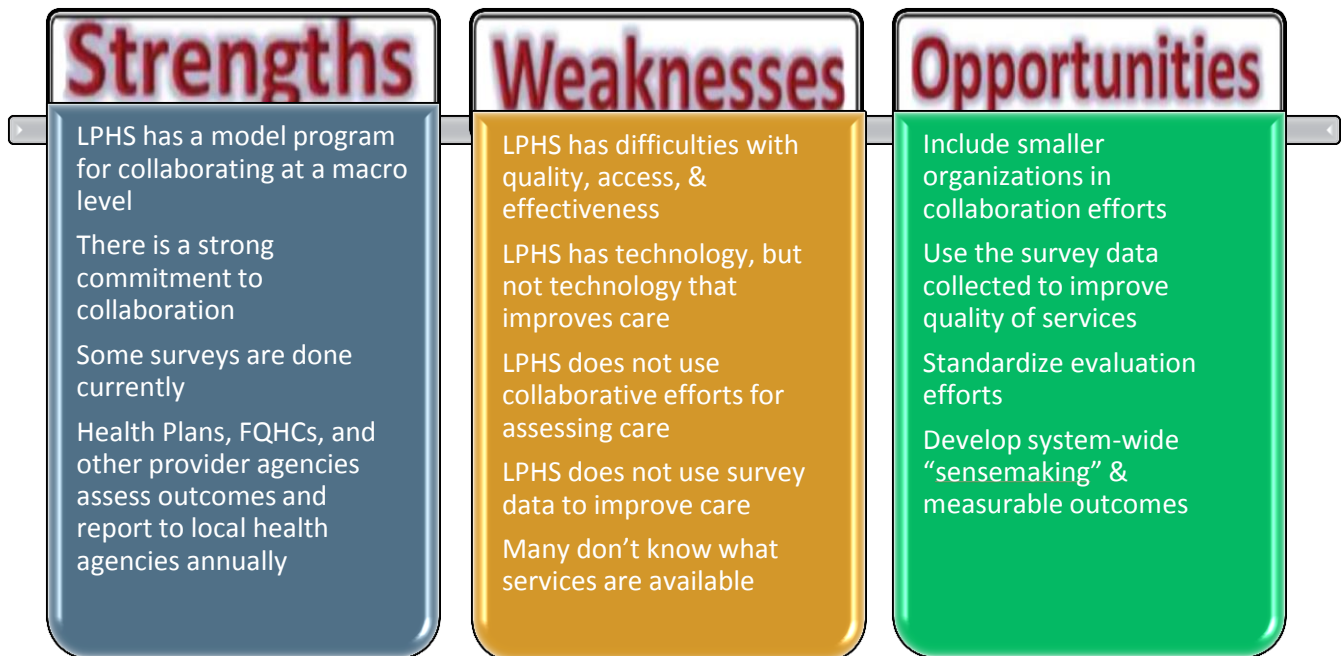 Strengths
LPHS has a model program
for collaborating at a macro
level
There is a strong
commitment to
collaboration
Some surveys are done
currently
Health Plans, FQHCs, and
other provider agencies
assess outcomes and
report to local health
agencies annually
Weaknesses
LPHS has difficulties with
quality, access, &
effectiveness
LPHS has technology, but
not technology that
improves care
LPHS does not use
collaborative efforts for
assessing care
LPHS does not use survey
data to improve care
Many don’t know what
services are available
Opportunities
Include smaller
organizations in
collaboration efforts
Use the survey data
collected to improve
quality of services
Standardize evaluation
efforts
Develop system-wide
“sensemaking” &
measurable outcomes